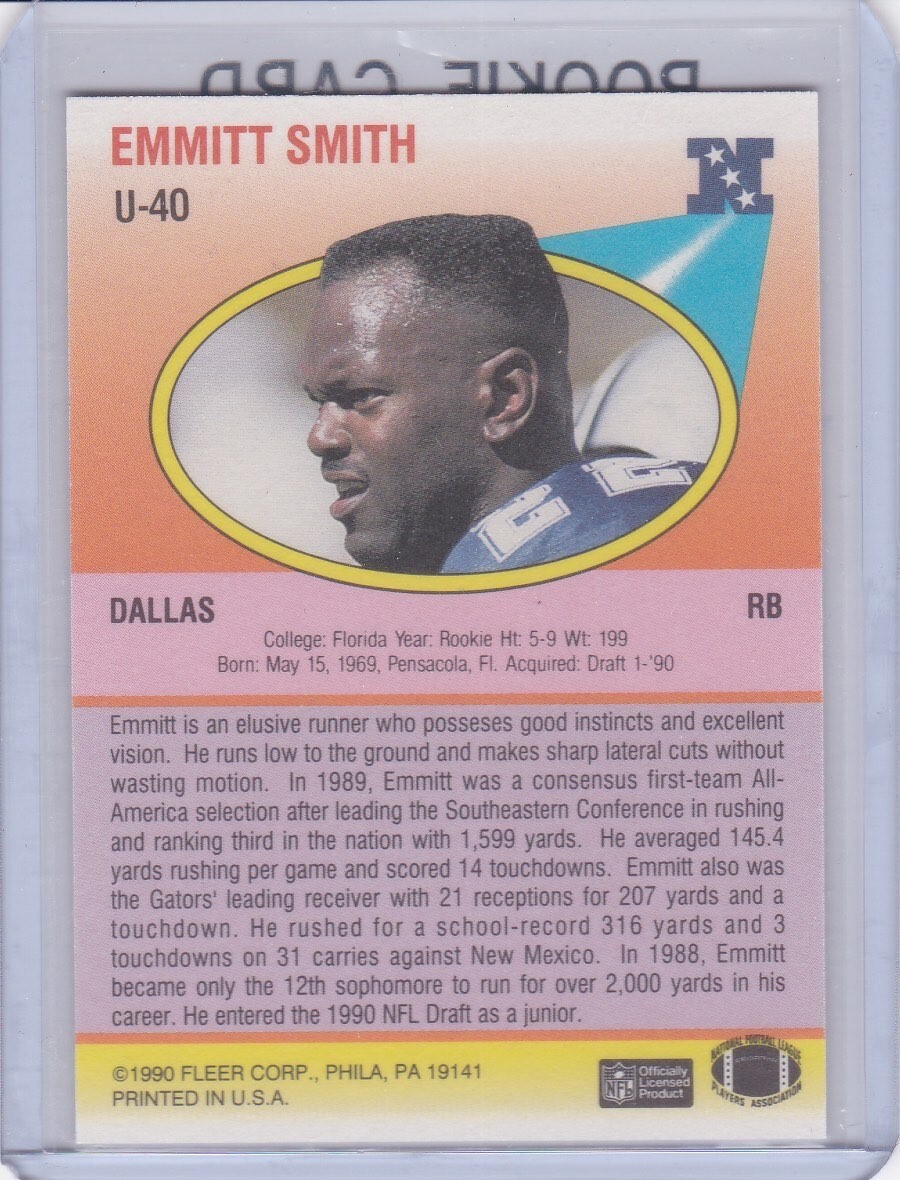 ROOKIE CARD
EMMITT SMITH
U-40
N
22
DALLAS
RB
College: Florida Year: Rookie Ht: 5-9 Wt: 199
Born: May 15, 1969, Pensacola, Fl. Acquired: Draft 1-'90
Emmitt is an elusive runner who posseses good instincts and excellent
vision. He runs low to the ground and makes sharp lateral cuts without
wasting motion. In 1989, Emmitt was a consensus first-team All-
America selection after leading the Southeastern Conference in rushing
and ranking third in the nation with 1,599 yards. He averaged 145.4
yards rushing per game and scored 14 touchdowns. Emmitt also was
the Gators' leading receiver with 21 receptions for 207 yards and a
touchdown. He rushed for a school-record 316 yards and 3
touchdowns on 31 carries against New Mexico. In 1988, Emmitt
became only the 12th sophomore to run for over 2,000 yards in his
career. He entered the 1990 NFL Draft as a junior.
©1990 FLEER CORP., PHILA, PA 19141
PRINTED IN U.S.A.
NFL
Officially
Licensed
Product
NATIONAL FOOTBALL LEAGUE
PLAYERS ASSOCIATION